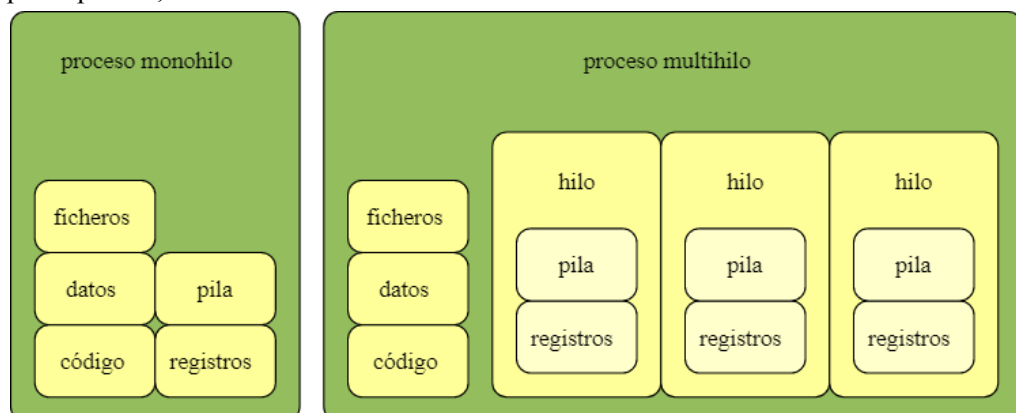 proceso monohilo
ficheros
datos
pila
código
registros
proceso multihilo
ficheros
datos
código
hilo
pila
registros
hilo
pila
registros
hilo
pila
registros